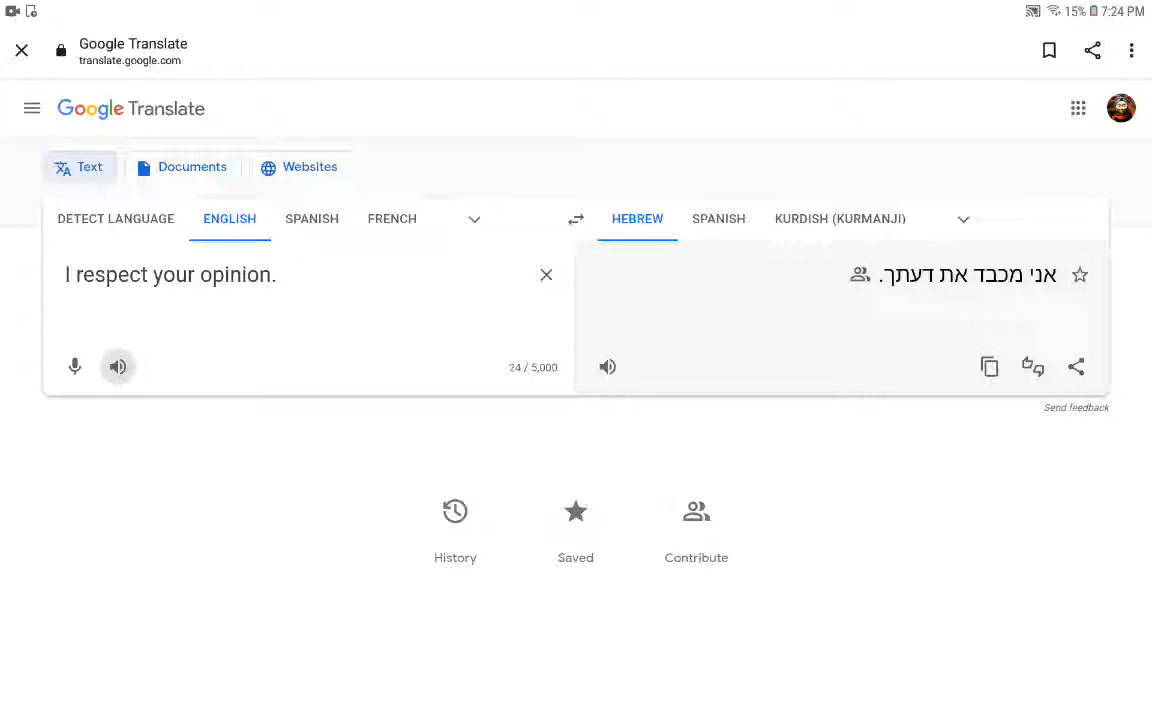 15% 7:24 PM
Google Translate
translate.google.com
Google Translate
Text Documents Websites
DETECT LANGUAGE ENGLISH SPANISH FRENCH HEBREW SPANISH KURDISH (KURMANJI)
I respect your opinion.
אני מכבד את דעתך.
24 / 5,000
Send feedback
History Saved Contribute